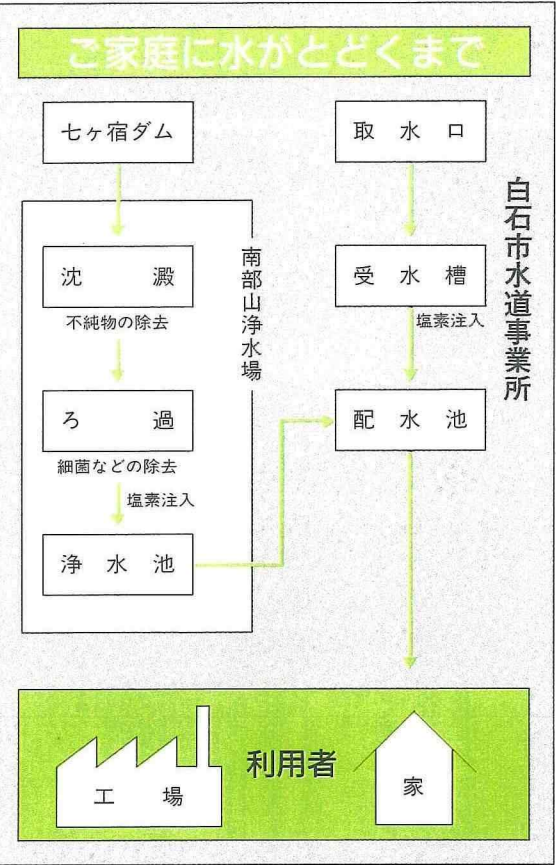 ご家庭に水がとどくまで
七ヶ宿ダム
沈澱
不純物の除去
ろ過
細菌などの除去
塩素注入
浄水池
南部山浄水場
取水口
受水槽
塩素注入
配水池
白石市水道事業所
利用者
工場
家